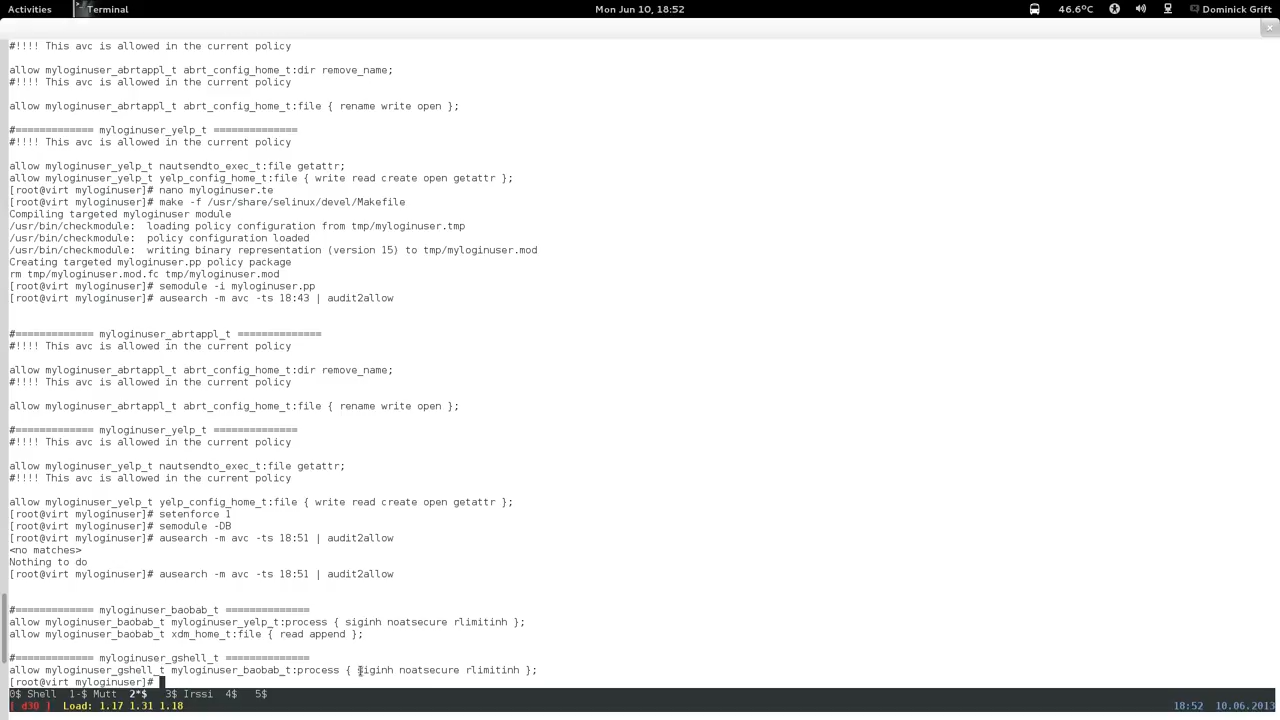 Activities Terminal Mon Jun 10, 18:52 46.6°C Dominick Grift
#!!!! This avc is allowed in the current policy
allow myloginuser_abrtappl_t abrt_config_home_t:dir remove_name;
#!!!! This avc is allowed in the current policy
allow myloginuser_abrtappl_t abrt_config_home_t:file { rename write open };
#============= myloginuser_yelp_t ==============
#!!!! This avc is allowed in the current policy
allow myloginuser_yelp_t nautsendto_exec_t:file getattr;
allow myloginuser_yelp_t yelp_config_home_t:file { write read create open getattr };
[root@virt myloginuser]# nano myloginuser.te
[root@virt myloginuser]# make -f /usr/share/selinux/devel/Makefile
Compiling targeted myloginuser module
/usr/bin/checkmodule:  loading policy configuration from tmp/myloginuser.tmp
/usr/bin/checkmodule:  policy configuration loaded
/usr/bin/checkmodule:  writing binary representation (version 15) to tmp/myloginuser.mod
Creating targeted myloginuser.pp policy package
rm tmp/myloginuser.mod.fc tmp/myloginuser.mod
[root@virt myloginuser]# semodule -i myloginuser.pp
[root@virt myloginuser]# ausearch -m avc -ts 18:43 | audit2allow
#============= myloginuser_abrtappl_t ==============
#!!!! This avc is allowed in the current policy
allow myloginuser_abrtappl_t abrt_config_home_t:dir remove_name;
#!!!! This avc is allowed in the current policy
allow myloginuser_abrtappl_t abrt_config_home_t:file { rename write open };
#============= myloginuser_yelp_t ==============
#!!!! This avc is allowed in the current policy
allow myloginuser_yelp_t nautsendto_exec_t:file getattr;
#!!!! This avc is allowed in the current policy
allow myloginuser_yelp_t yelp_config_home_t:file { write read create open getattr };
[root@virt myloginuser]# setenforce 1
[root@virt myloginuser]# semodule -DB
[root@virt myloginuser]# ausearch -m avc -ts 18:51 | audit2allow
<no matches>
Nothing to do
[root@virt myloginuser]# ausearch -m avc -ts 18:51 | audit2allow
#============= myloginuser_baobab_t ==============
allow myloginuser_baobab_t myloginuser_yelp_t:process { siginh noatsecure rlimitinh };
allow myloginuser_baobab_t xdm_home_t:file { read append };
#============= myloginuser_gshell_t ==============
allow myloginuser_gshell_t myloginuser_baobab_t:process { siginh noatsecure rlimitinh };
[root@virt myloginuser]#
0$ Shell  1-$ Mutt  2*$  3$ Irssi  4$  5$
[ d30 ]  Load: 1.17 1.31 1.18 18:52 10.06.2013